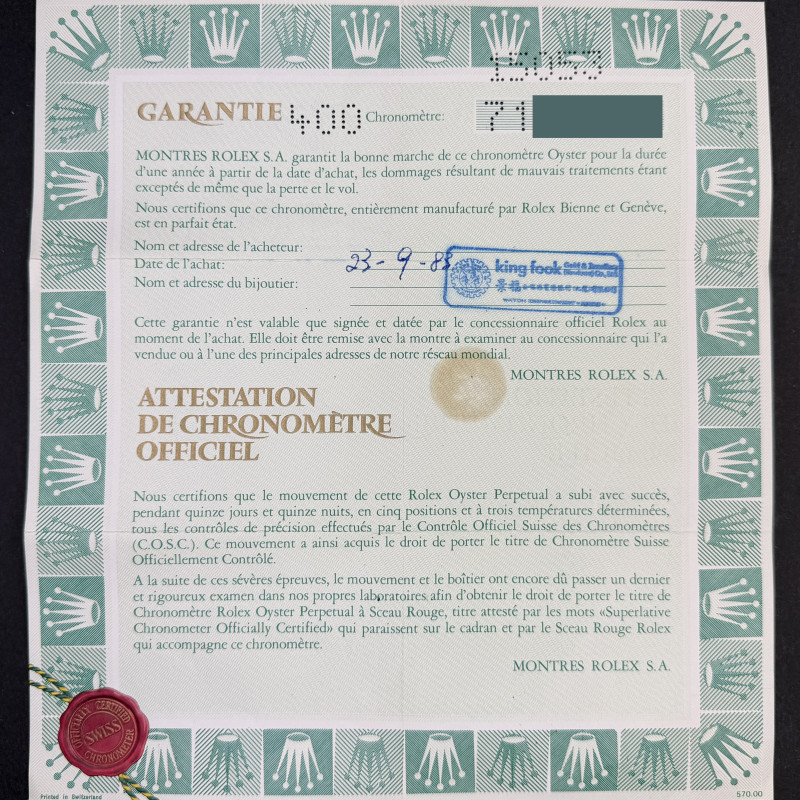 15053
GARANTIE 400 Chronomètre: 71
MONTRES ROLEX S.A. garantit la bonne marche de ce chronomètre Oyster pour la durée
d'une année à partir de la date d'achat, les dommages résultant de mauvais traitements étant
exceptés de même que la perte et le vol.
Nous certifions que ce chronomètre, entièrement manufacturé par Rolex Bienne et Genève,
est en parfait état.
Nom et adresse de l'acheteur:
Date de l'achat: 23-9-83
Nom et adresse du bijoutier:
king fook Gold & Jewellery
景福
WATCH DEPARTMENT
Cette garantie n'est valable que signée et datée par le concessionnaire officiel Rolex au
moment de l'achat. Elle doit être remise avec la montre à examiner au concessionnaire qui l'a
vendue ou à l'une des principales adresses de notre réseau mondial.
MONTRES ROLEX S.A.
ATTESTATION
DE CHRONOMÈTRE
OFFICIEL
Nous certifions que le mouvement de cette Rolex Oyster Perpetual a subi avec succès,
pendant quinze jours et quinze nuits, en cinq positions et à trois températures déterminées,
tous les contrôles de précision effectués par le Contrôle Officiel Suisse des Chronomètres
(C.O.S.C.). Ce mouvement a ainsi acquis le droit de porter le titre de Chronomètre Suisse
Officiellement Contrôlé.
A la suite de ces sévères épreuves, le mouvement et le boîtier ont encore dû passer un dernier
et rigoureux examen dans nos propres laboratoires afin d'obtenir le droit de porter le titre de
Chronomètre Rolex Oyster Perpetual à Sceau Rouge, titre attesté par les mots «Superlative
Chronometer Officially Certified» qui paraissent sur le cadran et par le Sceau Rouge Rolex
qui accompagne ce chronomètre.
MONTRES ROLEX S.A.
OFFICIALLY CERTIFIED
SWISS
CHRONOMETER
Printed in Switzerland
570.00